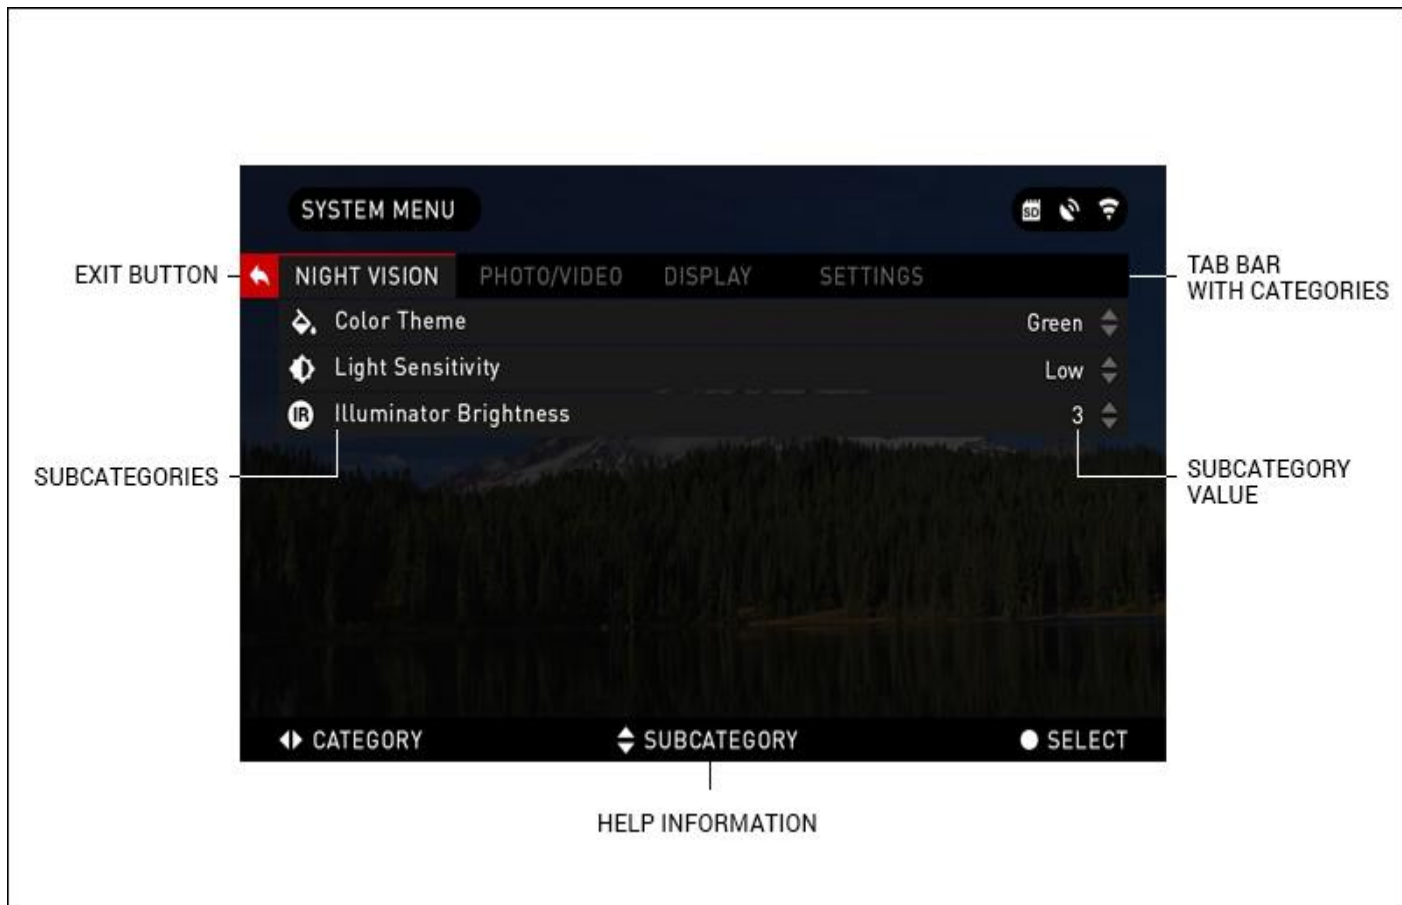 SYSTEM MENU
SD
EXIT BUTTON
NIGHT VISION PHOTO/VIDEO DISPLAY SETTINGS
TAB BAR
WITH CATEGORIES
Color Theme Green
Light Sensitivity Low
IR Illuminator Brightness 3
SUBCATEGORIES
SUBCATEGORY
VALUE
CATEGORY SUBCATEGORY SELECT
HELP INFORMATION